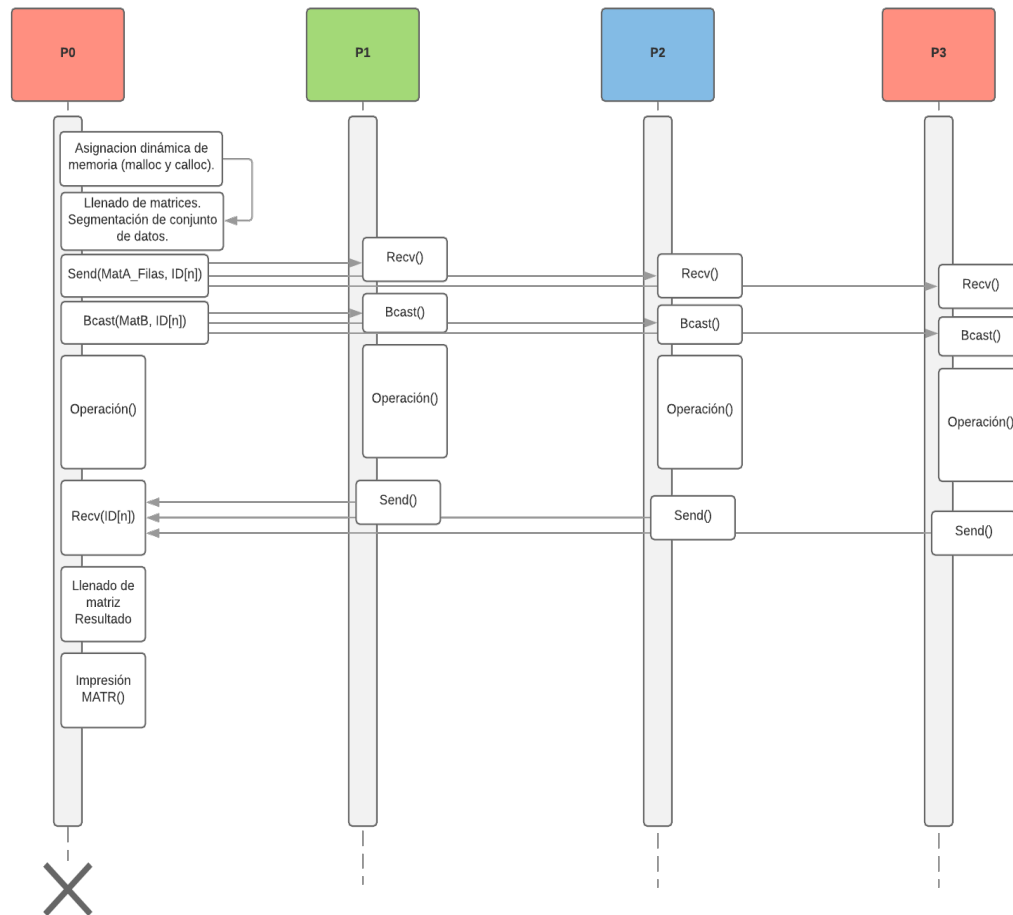 P0
P1
P2
P3
Asignacion dinámica de
memoria (malloc y calloc).
Llenado de matrices.
Segmentación de conjunto
de datos.
Send(MatA_Filas, ID[n])
Recv()
Recv()
Recv()
Bcast(MatB, ID[n])
Bcast()
Bcast()
Bcast()
Operación()
Operación()
Operación()
Operación()
Recv(ID[n])
Send()
Send()
Send()
Llenado de
matriz
Resultado
Impresión
MATR()